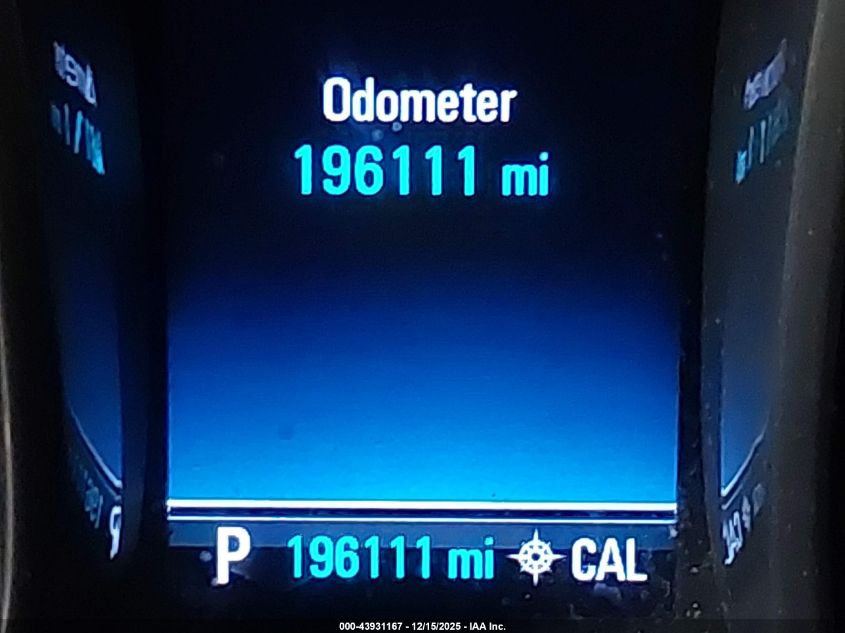 Odometer
196111 mi
P 196111 mi CAL
000-43931167 - 12/15/2025 - IAA Inc.